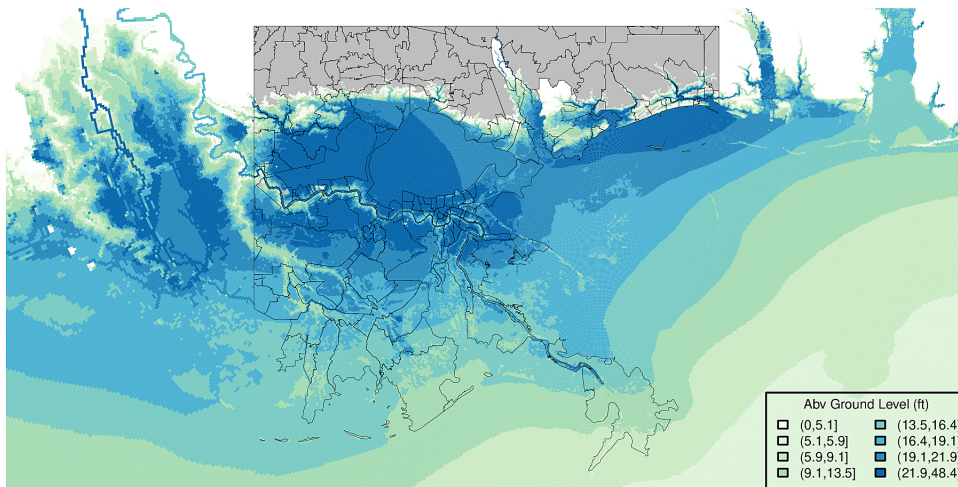 Abv Ground Level (ft)
(0,5.1] (13.5,16.4]
(5.1,5.9] (16.4,19.1]
(5.9,9.1] (19.1,21.9]
(9.1,13.5] (21.9,48.4]